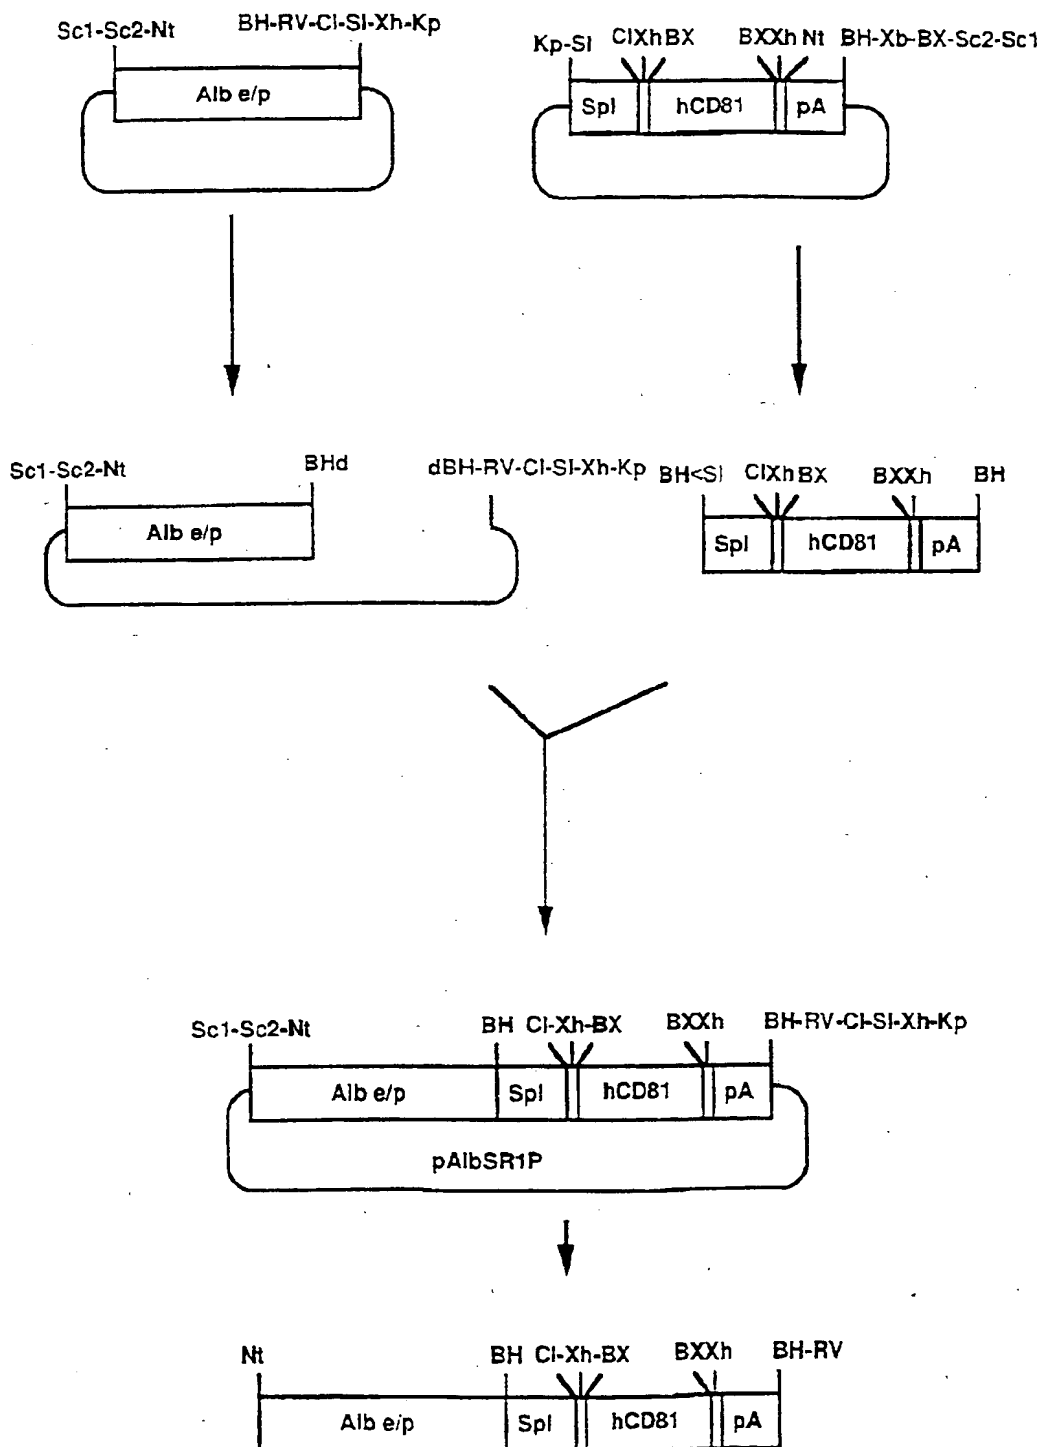 Sc1-Sc2-Nt
BH-RV-Cl-Sl-Xh-Kp
Alb e/p
Kp-Sl
ClXhBX
BXXh Nt
BH-Xb-BX-Sc2-Sc1
Spl
hCD81
pA
Sc1-Sc2-Nt
BHd
dBH-RV-Cl-Sl-Xh-Kp
Alb e/p
BH<Sl
ClXhBX
BXXh
BH
Spl
hCD81
pA
Sc1-Sc2-Nt
BH
Cl-Xh-BX
BXXh
BH-RV-Cl-Sl-Xh-Kp
Alb e/p
Spl
hCD81
pA
pAlbSR1P
Nt
BH
Cl-Xh-BX
BXXh
BH-RV
Alb e/p
Spl
hCD81
pA